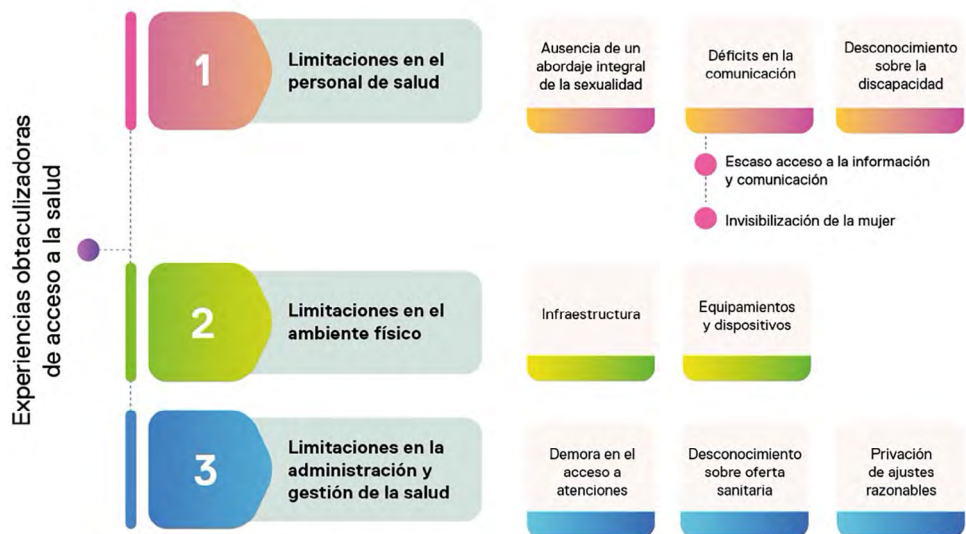 Experiencias obtaculizadoras
de acceso a la salud
1
Limitaciones en el
personal de salud
Ausencia de un
abordaje integral
de la sexualidad
Déficits en la
comunicación
Desconocimiento
sobre la
discapacidad
Escaso acceso a la información
y comunicación
Invisibilización de la mujer
2
Limitaciones en el
ambiente físico
Infraestructura
Equipamientos
y dispositivos
3
Limitaciones en la
administración y
gestión de la salud
Demora en el
acceso a
atenciones
Desconocimiento
sobre oferta
sanitaria
Privación
de ajustes
razonables